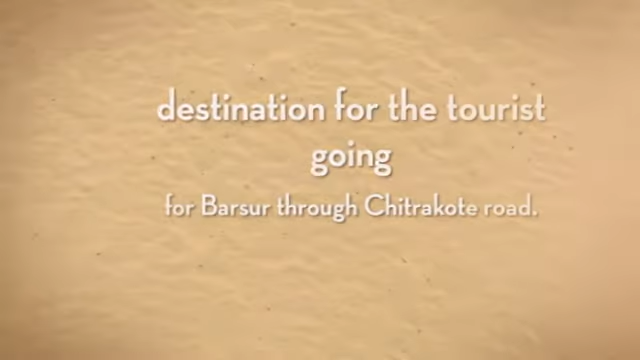 destination for the tourist
going
for Barsur through Chitrakote road.